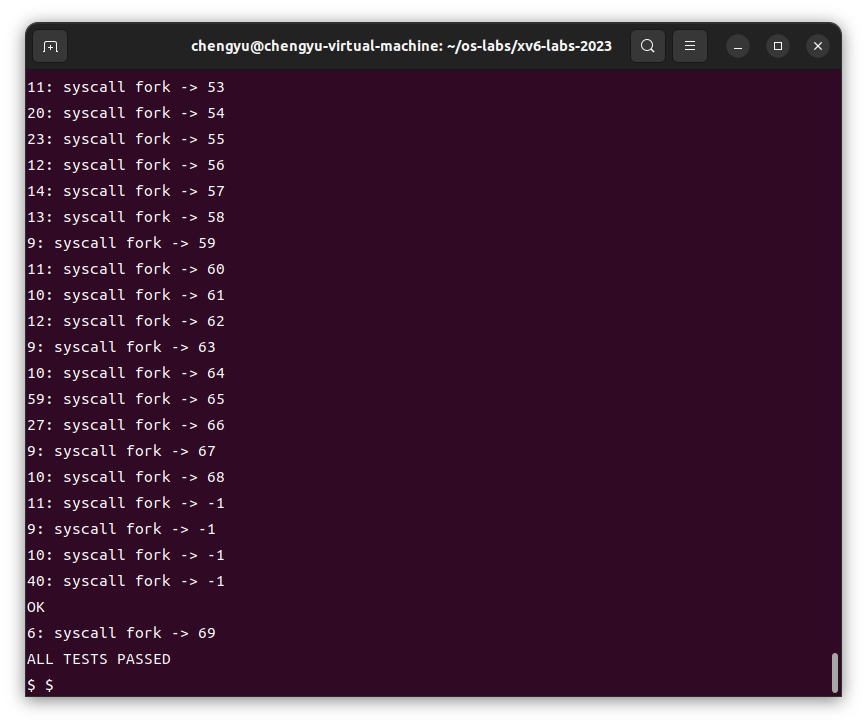 chengyu@chengyu-virtual-machine: ~/os-labs/xv6-labs-2023
11: syscall fork -> 53
20: syscall fork -> 54
23: syscall fork -> 55
12: syscall fork -> 56
14: syscall fork -> 57
13: syscall fork -> 58
9: syscall fork -> 59
11: syscall fork -> 60
10: syscall fork -> 61
12: syscall fork -> 62
9: syscall fork -> 63
10: syscall fork -> 64
59: syscall fork -> 65
27: syscall fork -> 66
9: syscall fork -> 67
10: syscall fork -> 68
11: syscall fork -> -1
9: syscall fork -> -1
10: syscall fork -> -1
40: syscall fork -> -1
OK
6: syscall fork -> 69
ALL TESTS PASSED
$ $